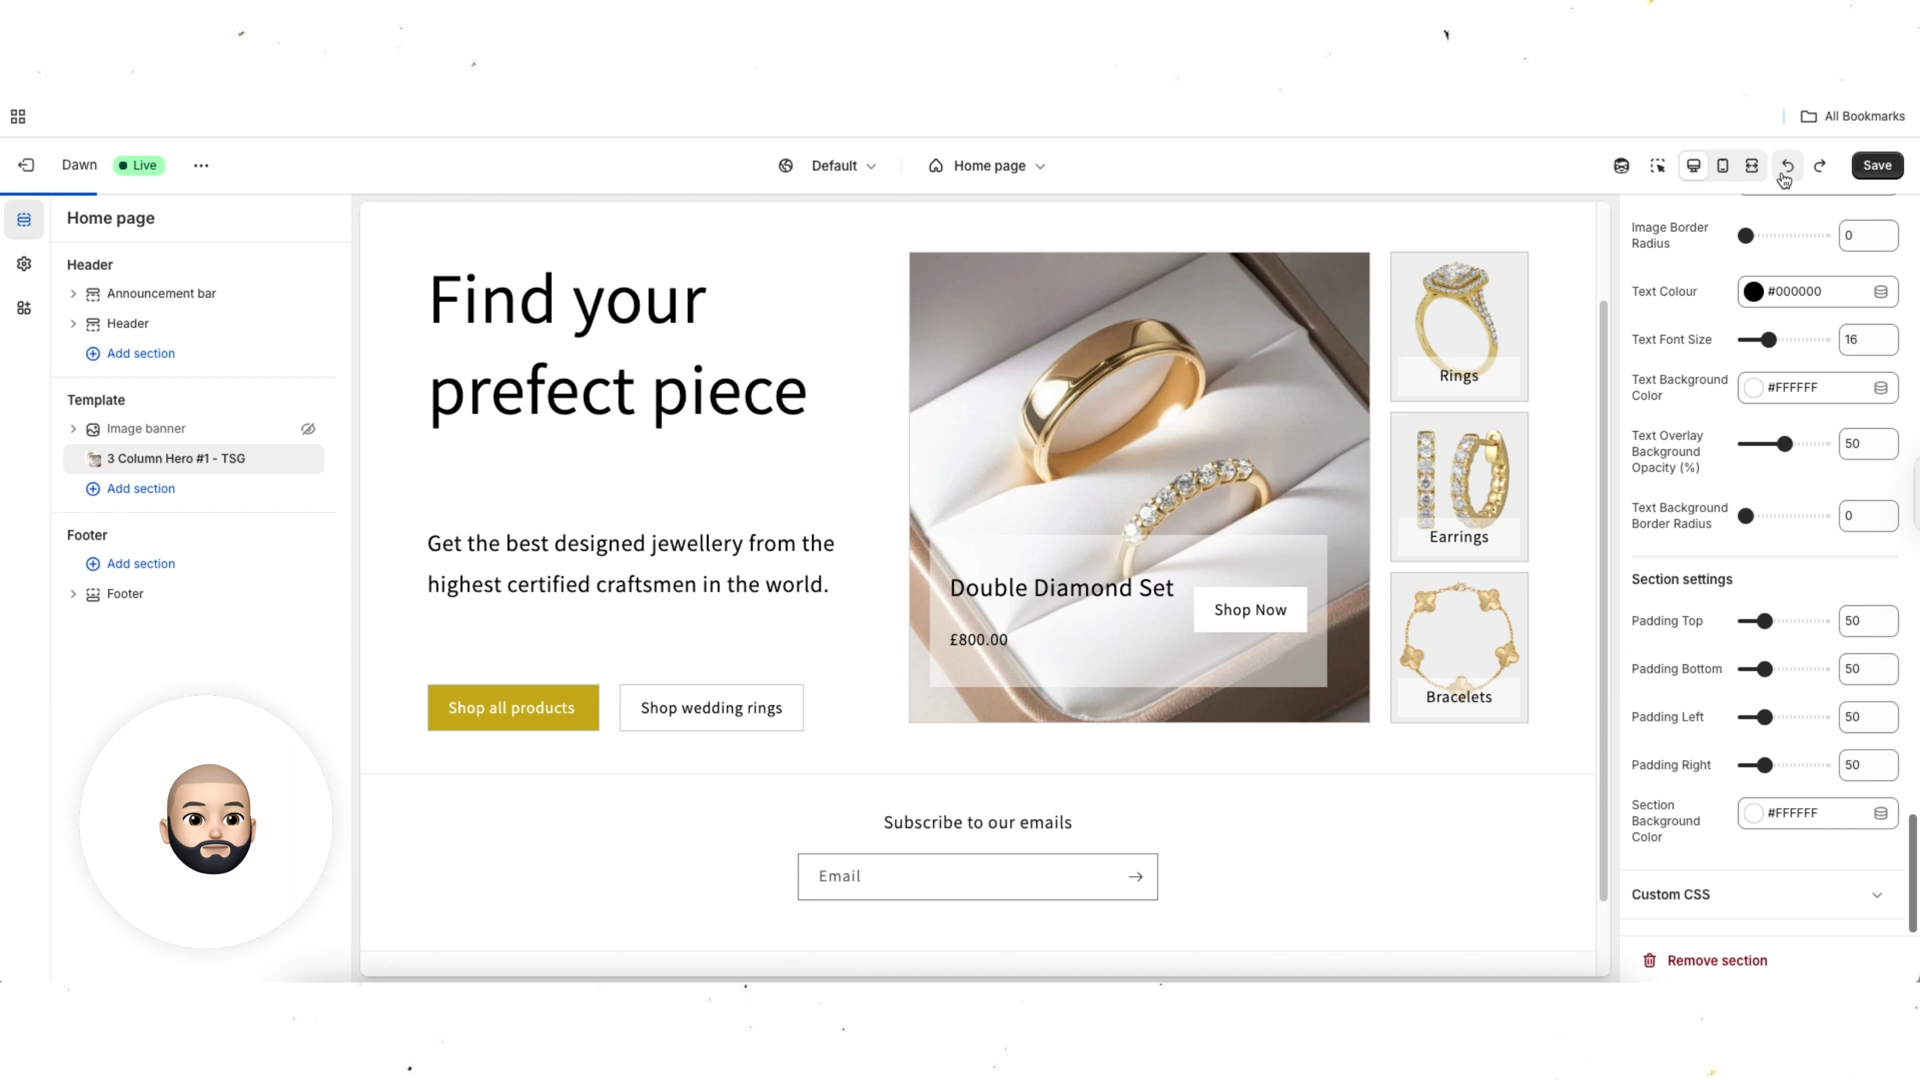 All Bookmarks
Dawn
Live
Default
Home page
Save
Home page
Header
Announcement bar
Header
Add section
Template
Image banner
3 Column Hero #1 - TSG
Add section
Footer
Add section
Footer
Find your
prefect piece
Get the best designed jewellery from the
highest certified craftsmen in the world.
Shop all products
Shop wedding rings
Double Diamond Set
£800.00
Shop Now
Rings
Earrings
Bracelets
Subscribe to our emails
Email
Image Border
Radius
0
Text Colour
#000000
Text Font Size
16
Text Background
Color
#FFFFFF
Text Overlay
Background
Opacity (%)
50
Text Background
Border Radius
0
Section settings
Padding Top
50
Padding Bottom
50
Padding Left
50
Padding Right
50
Section
Background
Color
#FFFFFF
Custom CSS
Remove section